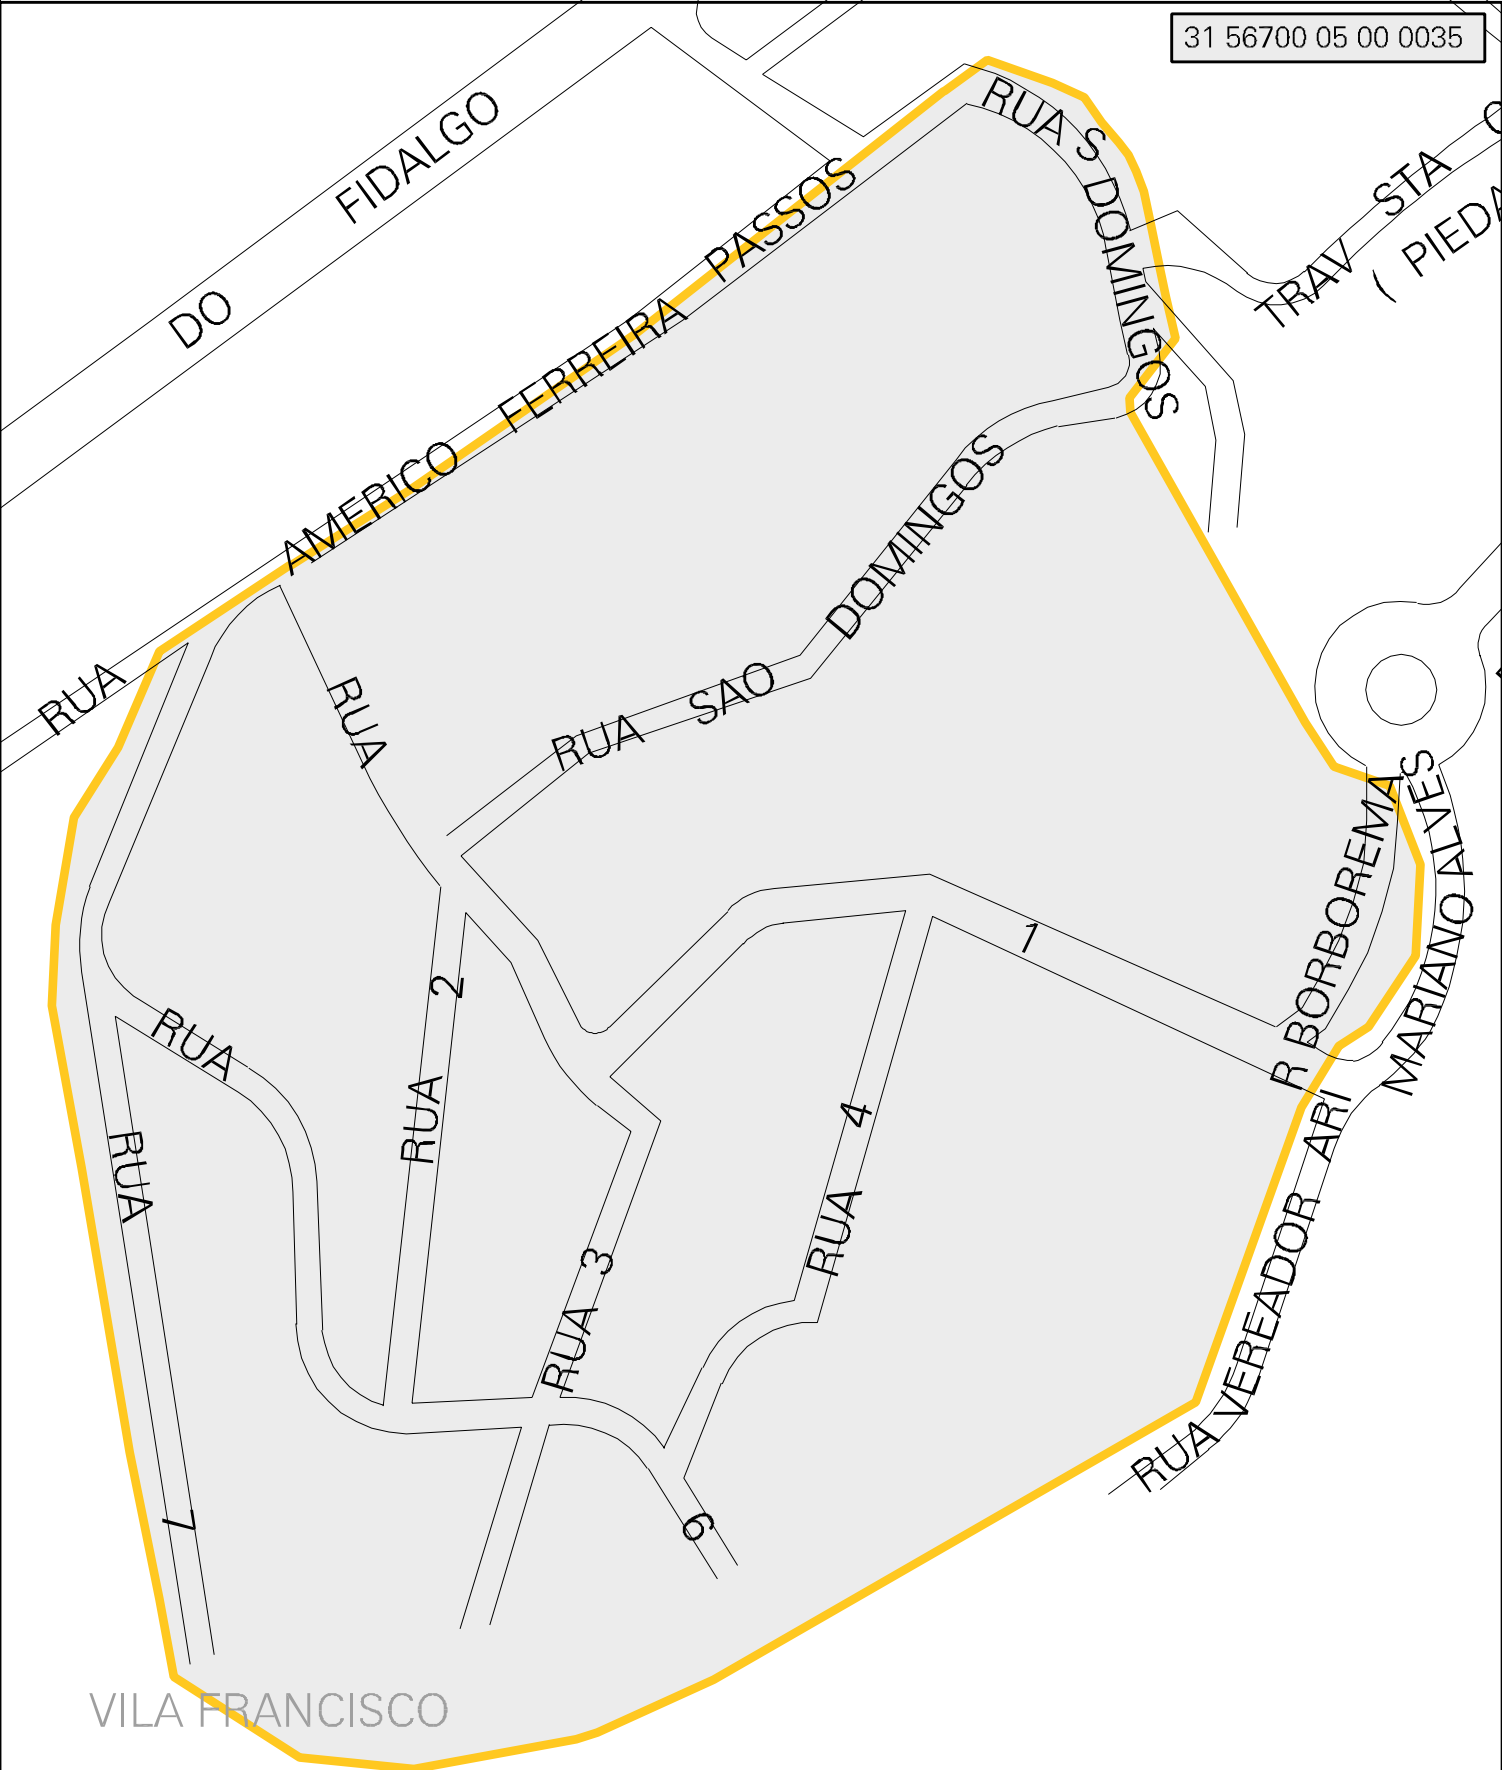 31 56700 05 00 0035
DO FIDALGO
RUA AMERICO FERREIRA PASSOS
RUA S DOMINGOS
TRAV STA
( PIEDA
RUA SAO DOMINGOS
RUA 1
RUA 2
RUA 3
RUA 4
RUA 6
RUA 7
R BORBOREMA
MARIANO ALVES
RUA VEREADOR ARI
VILA FRANCISCO